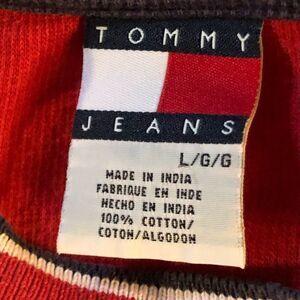 TOMMY
JEANS
L/G/G
MADE IN INDIA
FABRIQUE EN INDE
HECHO EN INDIA
100% COTTON/
COTON/ALGODON